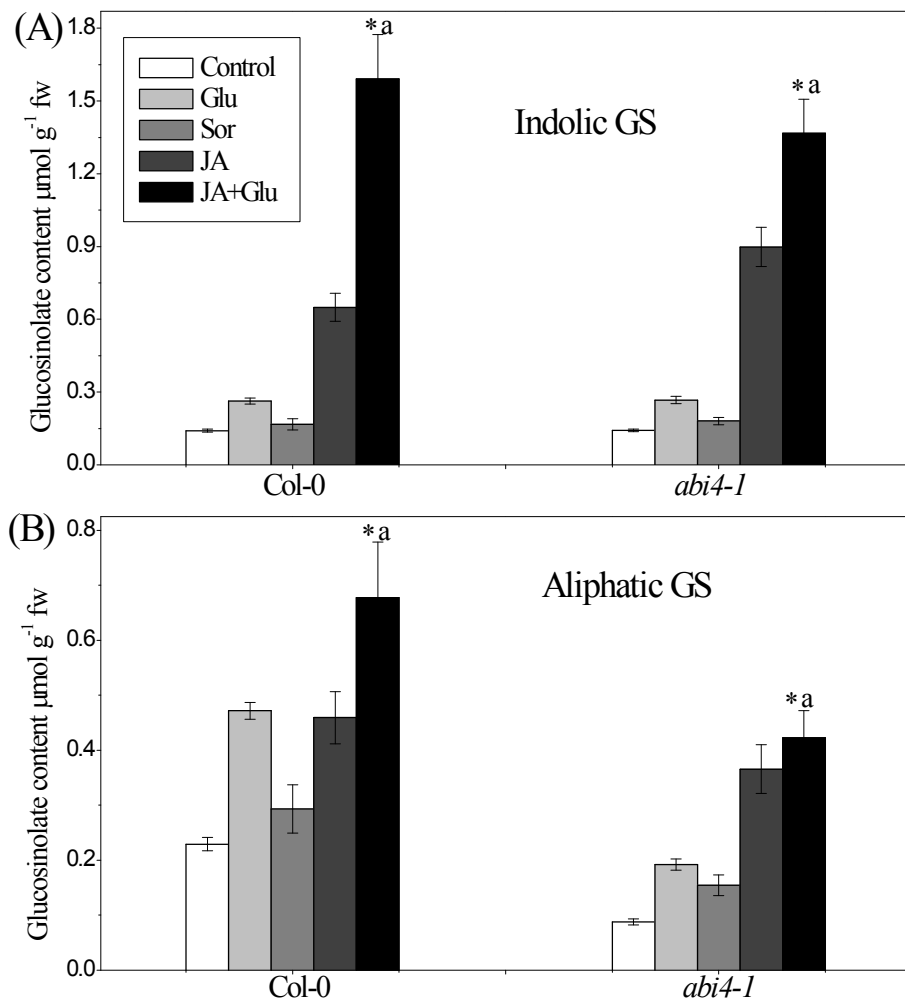 (A)
Glucosinolate content μmol g⁻¹ fw
1.8
1.5
1.2
0.9
0.6
0.3
0.0
Control
Glu
Sor
JA
JA+Glu
Indolic GS
*a
*a
Col-0
abi4-1
(B)
Glucosinolate content μmol g⁻¹ fw
0.8
0.6
0.4
0.2
0.0
Aliphatic GS
*a
*a
Col-0
abi4-1